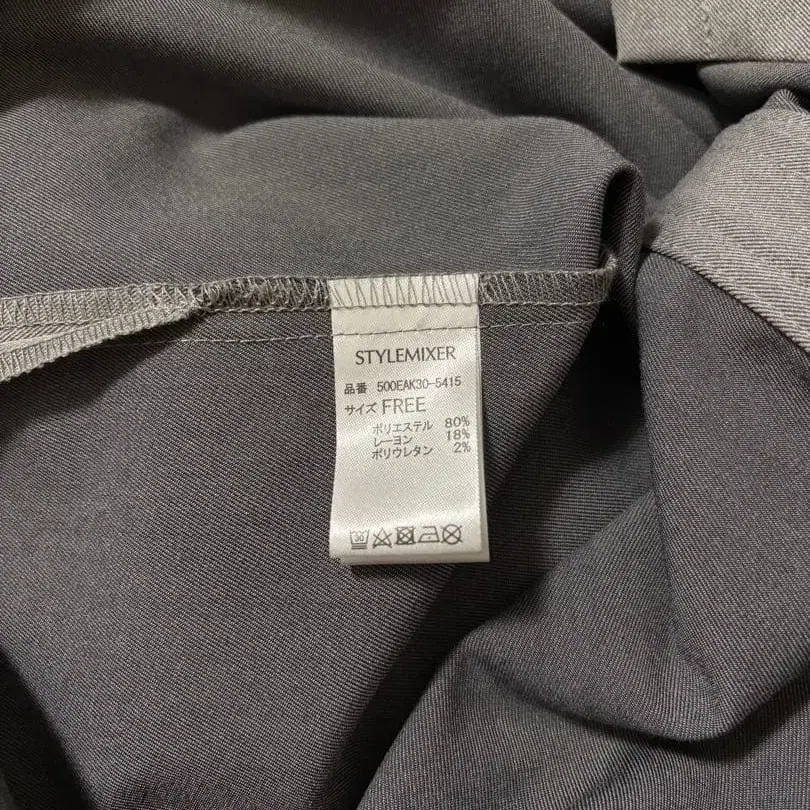 STYLEMIXER
品番 500EAK30-5415
サイズ FREE
ポリエステル 80%
レーヨン 18%
ポリウレタン 2%